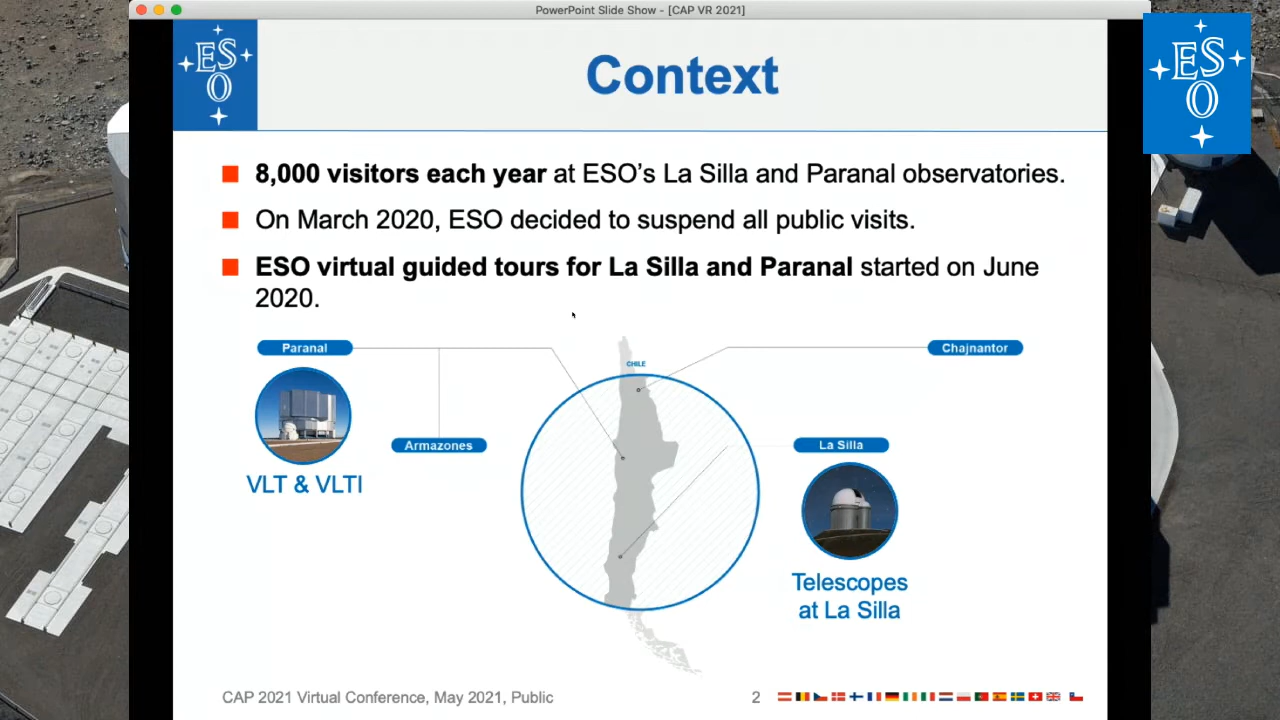 PowerPoint Slide Show - [CAP VR 2021]
ESO
ESO
Context
8,000 visitors each year at ESO's La Silla and Paranal observatories.
On March 2020, ESO decided to suspend all public visits.
ESO virtual guided tours for La Silla and Paranal started on June
2020.
Paranal
CHILE
Chajnantor
Armazones
La Silla
VLT & VLTI
Telescopes
at La Silla
CAP 2021 Virtual Conference, May 2021, Public
2